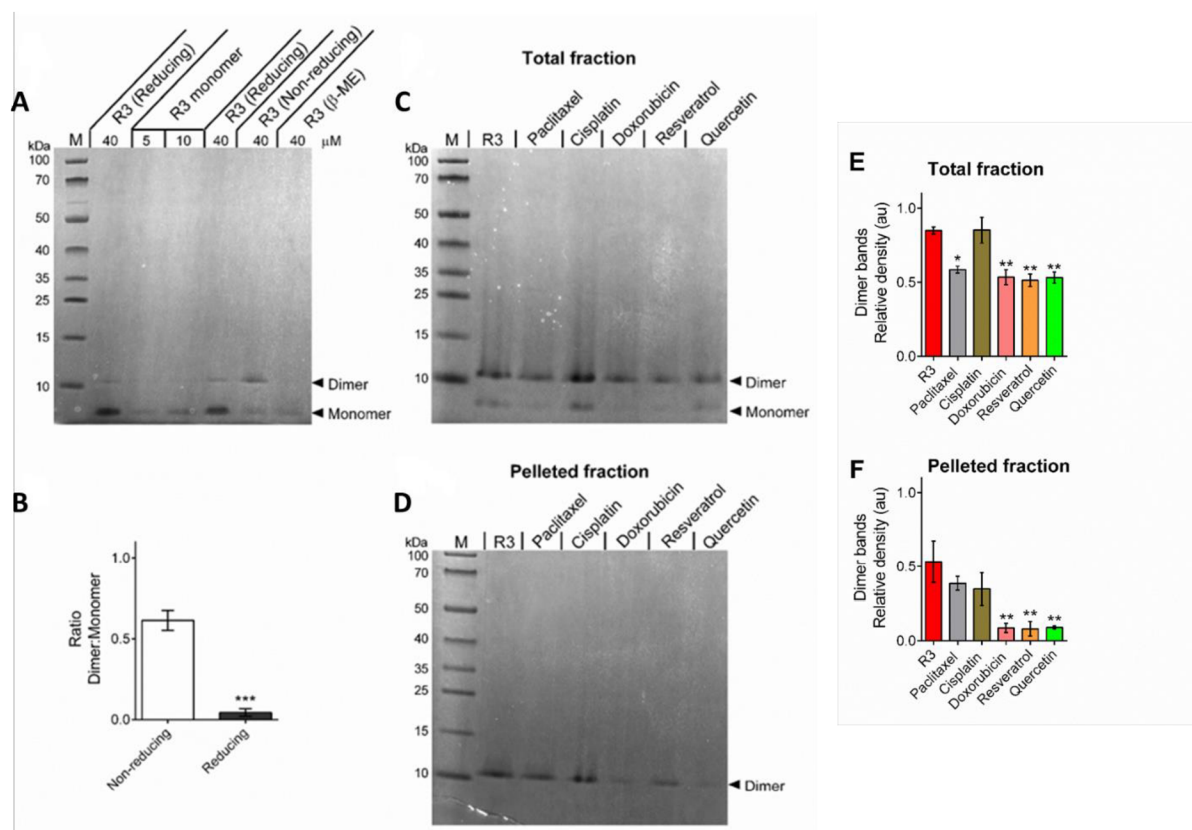 A
R3 (Reducing)
R3 monomer
R3 (Reducing)
R3 (Non-reducing)
R3 (β-ME)
kDa M 40 5 10 40 40 40 μM
100
70
50
40
35
25
15
10
Dimer
Monomer
B
Ratio
Dimer:Monomer
1.0
0.5
0.0
***
Non-reducing
Reducing
C
Total fraction
kDa M R3 Paclitaxel Cisplatin Doxorubicin Resveratrol Quercetin
100
70
50
40
35
25
15
10
Dimer
Monomer
D
Pelleted fraction
kDa M R3 Paclitaxel Cisplatin Doxorubicin Resveratrol Quercetin
100
70
50
40
35
25
15
10
Dimer
E
Total fraction
Dimer bands
Relative density (au)
1.0
0.5
0.0
* ** ** **
R3 Paclitaxel Cisplatin Doxorubicin Resveratrol Quercetin
F
Pelleted fraction
Dimer bands
Relative density (au)
1.0
0.5
0.0
** ** **
R3 Paclitaxel Cisplatin Doxorubicin Resveratrol Quercetin